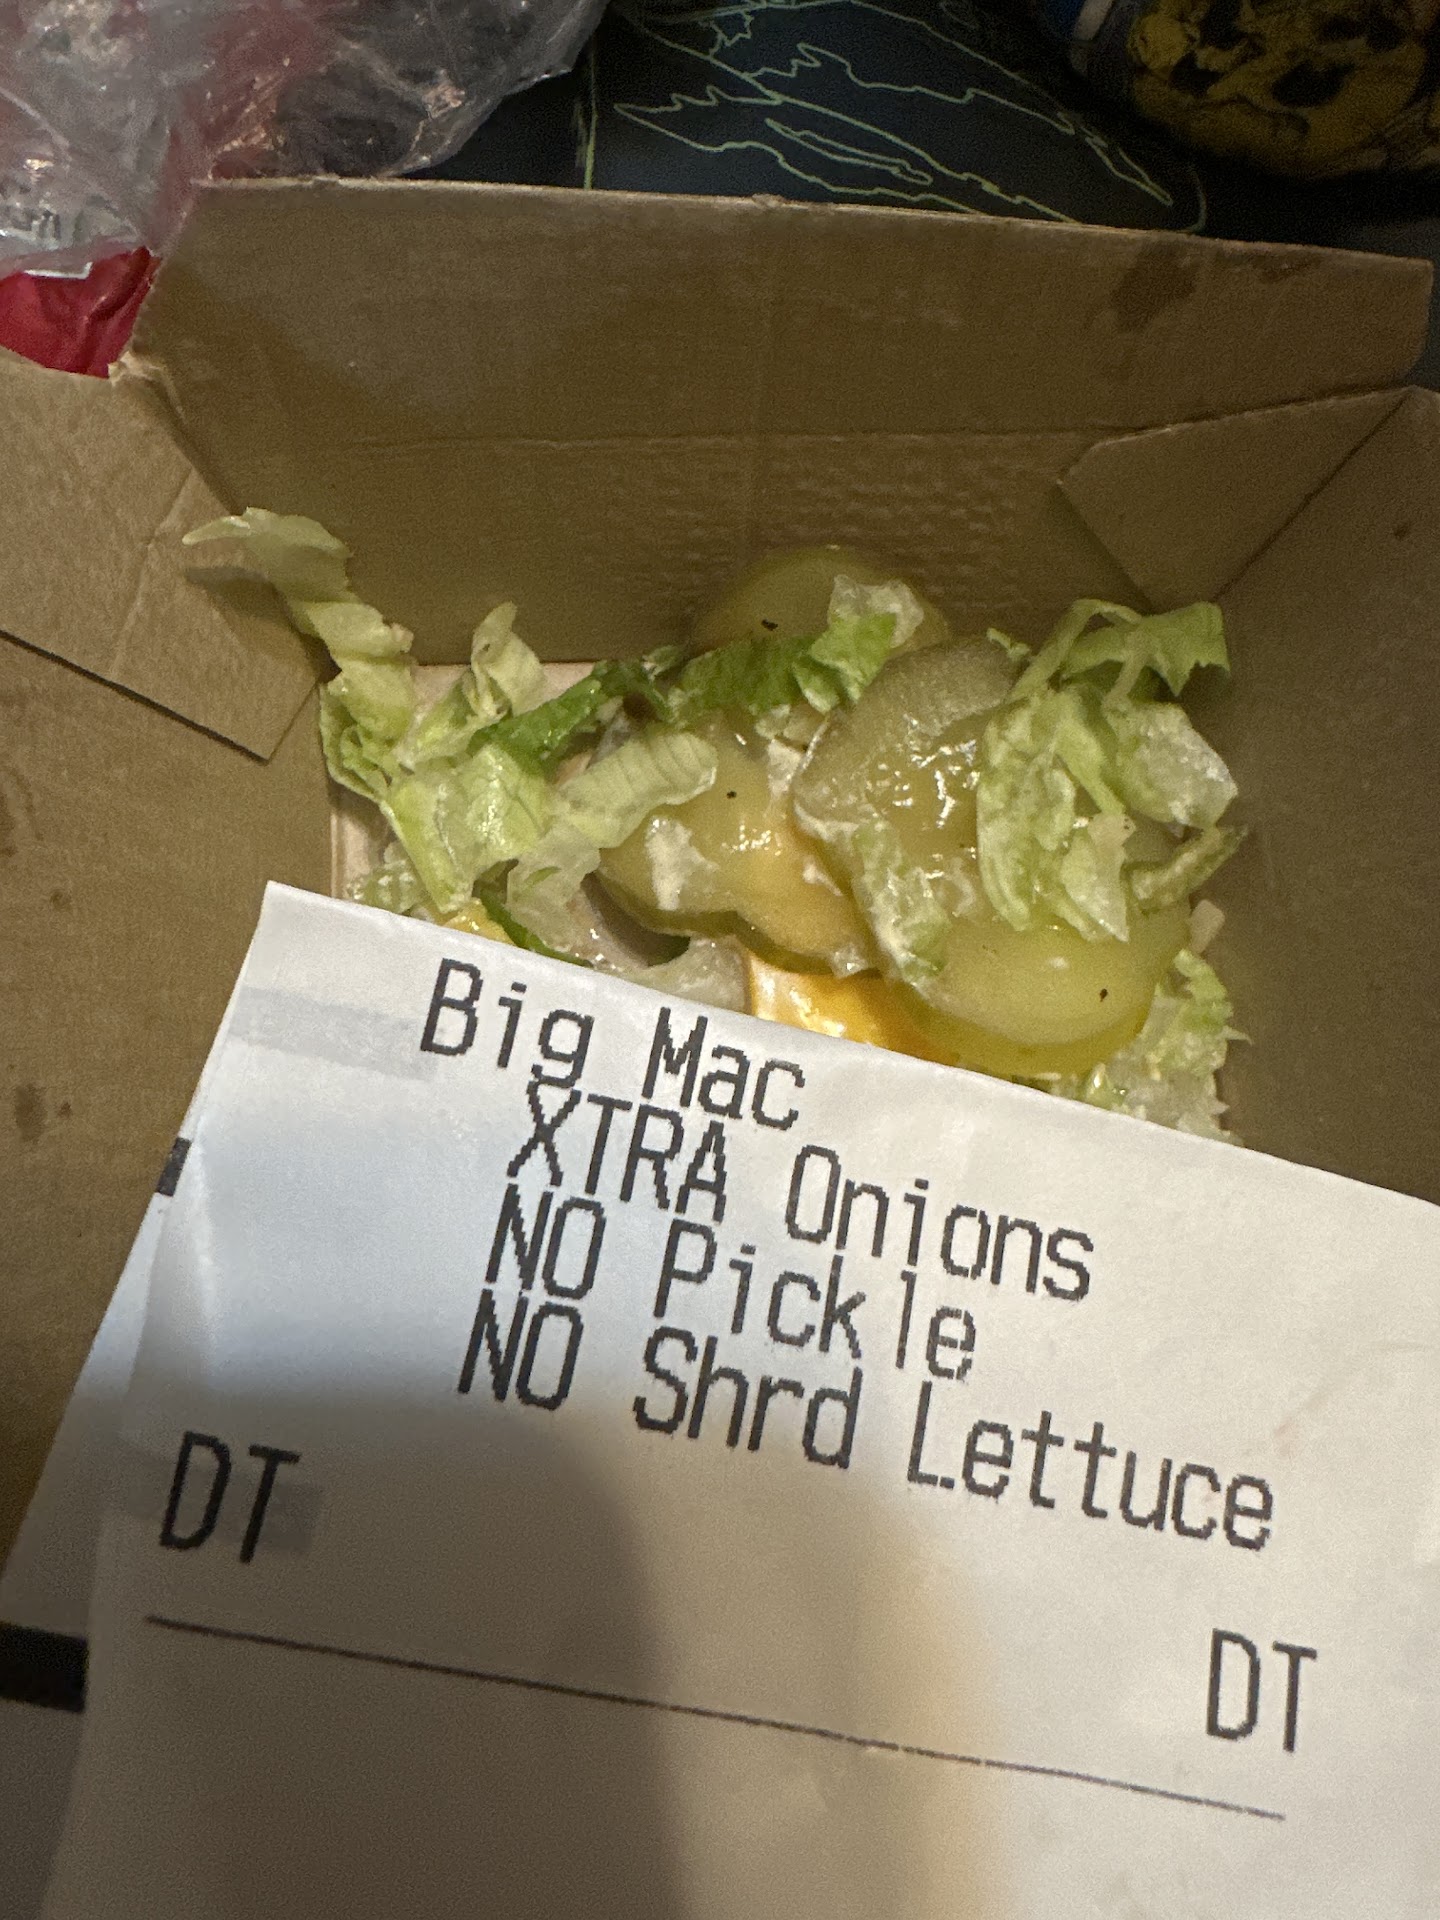 Big Mac
XTRA Onions
NO Pickle
NO Shrd Lettuce
DT
DT